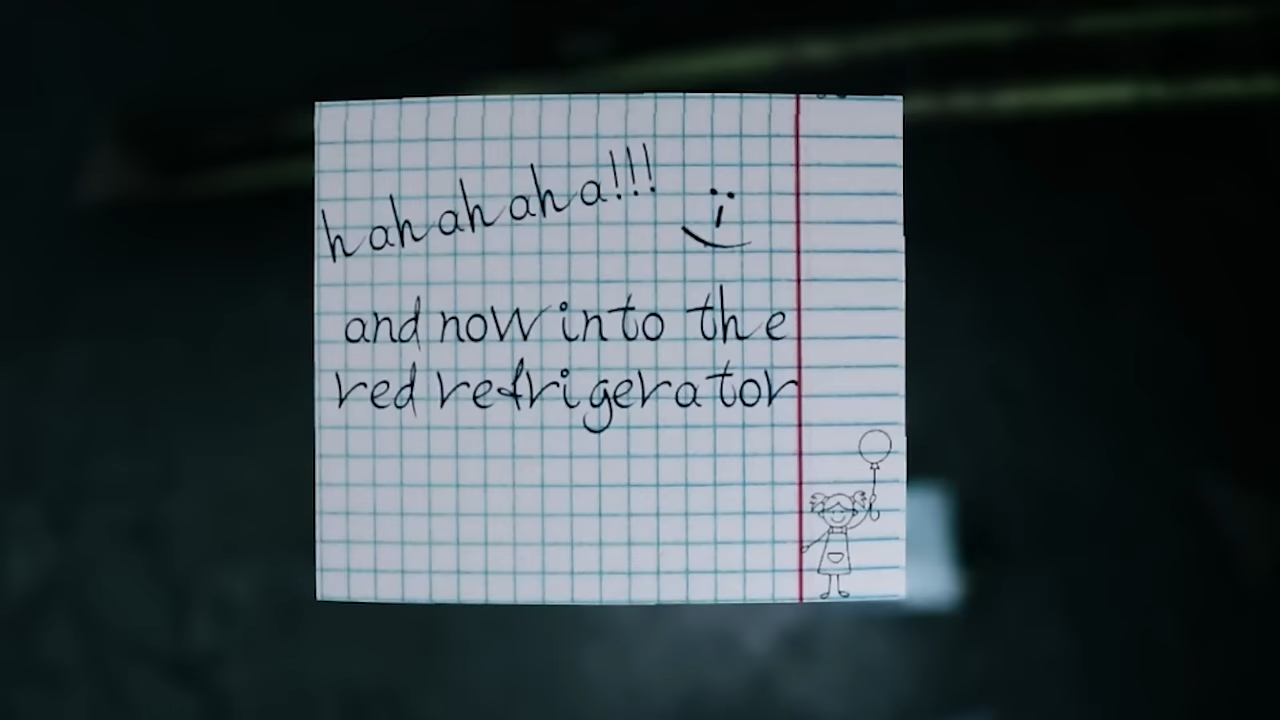 hahahaha!!!
and now into the
red refrigerator